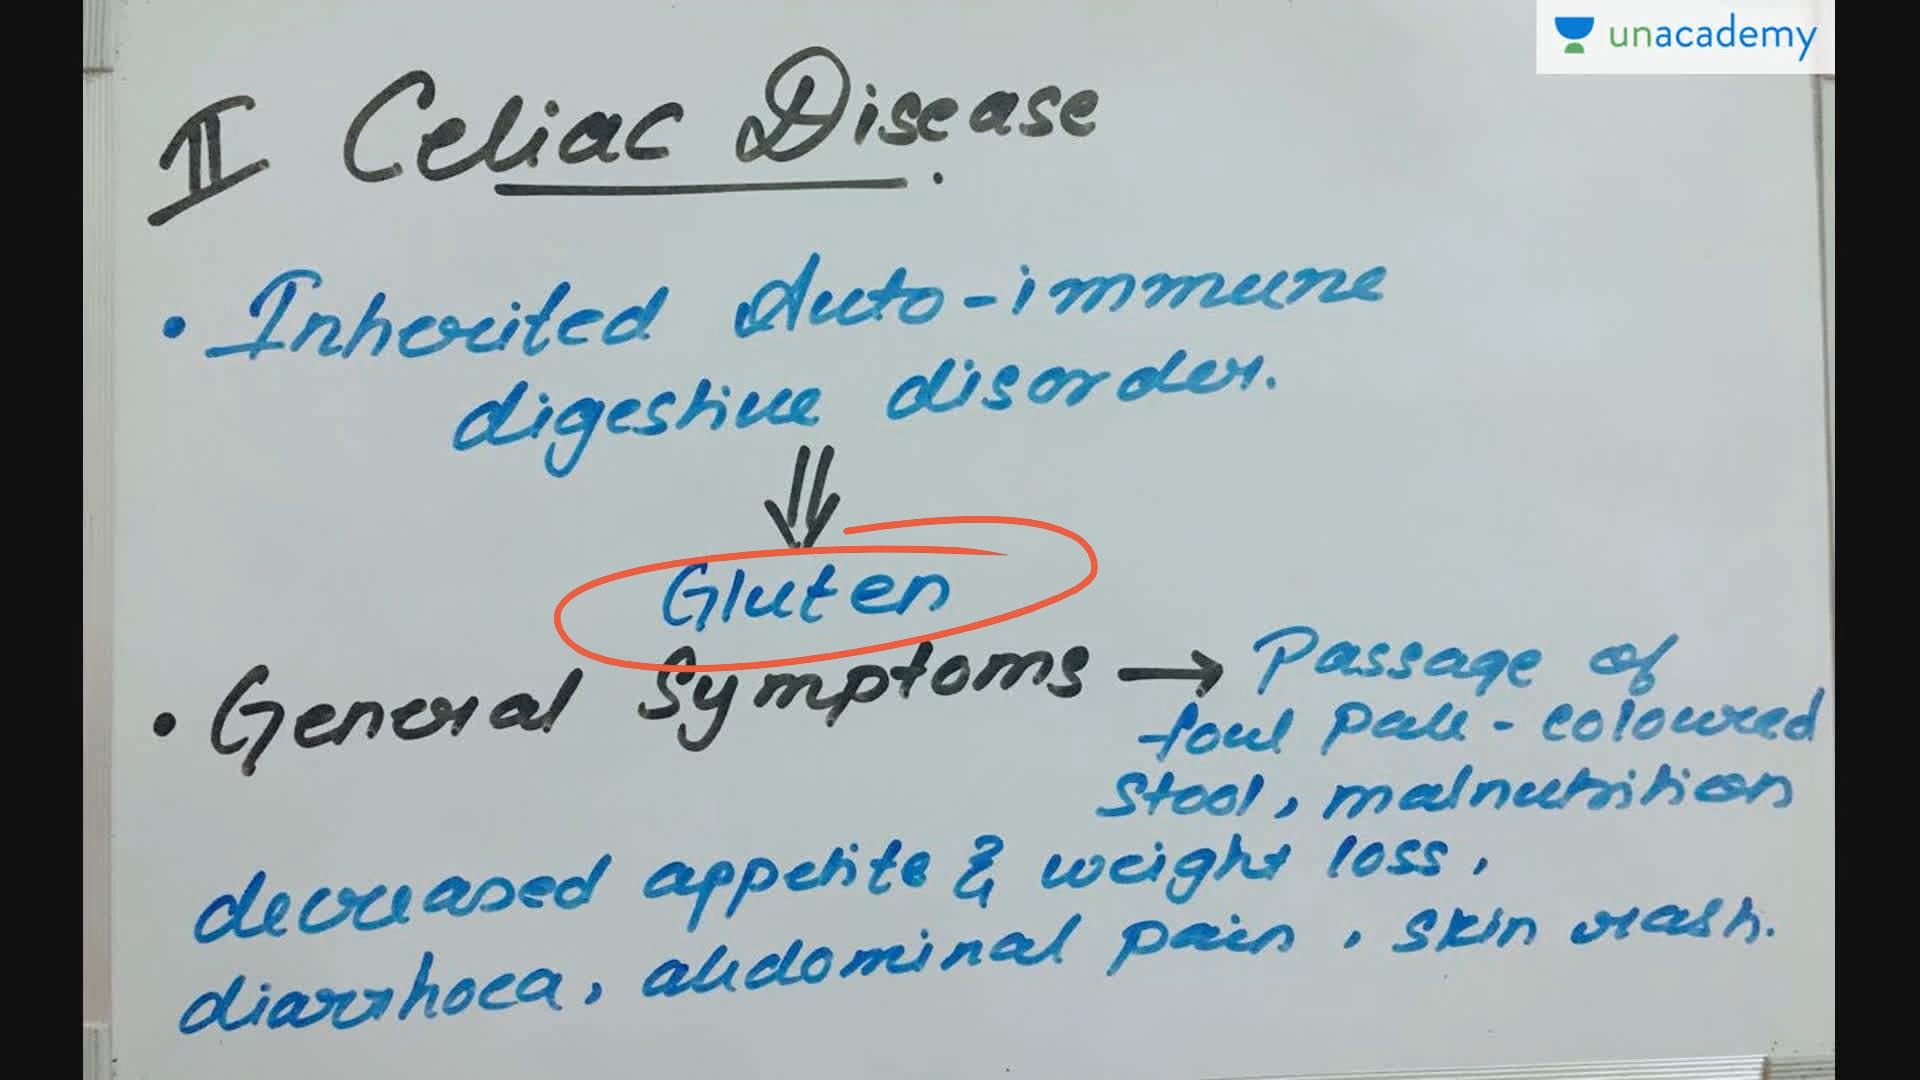 unacademy
II Celiac Disease.
• Inherited Auto-immune
digestive disorder.
⇓
Gluten
• General Symptoms → Passage of
foul pale-coloured
stool, malnutrition
decreased appetite & weight loss,
diarrhoea, abdominal pain, skin rash.